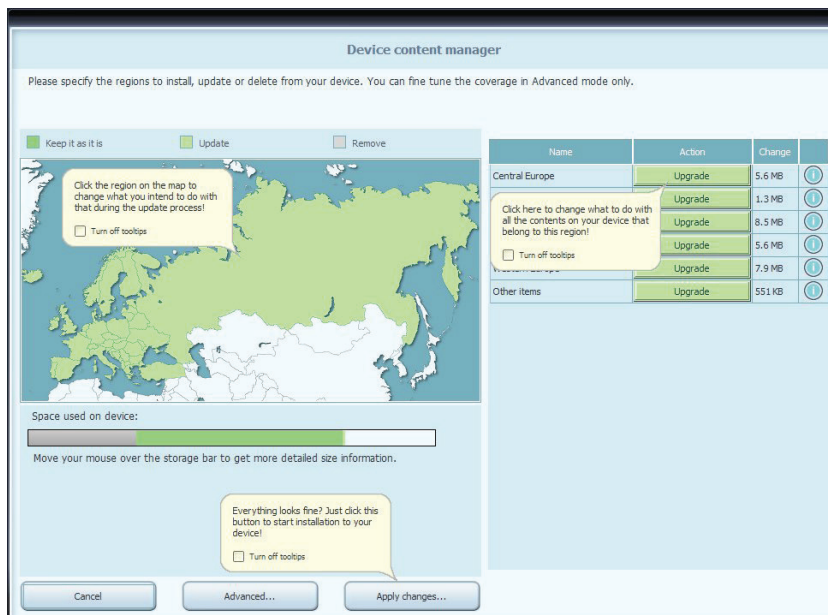 Device content manager
Please specify the regions to install, update or delete from your device. You can fine tune the coverage in Advanced mode only.
Keep it as it is
Update
Remove
Click the region on the map to
change what you intend to do with
that during the update process!
Turn off tooltips
Name Action Change
Central Europe Upgrade 5.6 MB
1.3 MB
Click here to change what to do with
all the contents on your device that
belong to this region!
Turn off tooltips
8.5 MB
5.6 MB
Western Europe Upgrade 7.9 MB
Other items Upgrade 551 KB
Space used on device:
Move your mouse over the storage bar to get more detailed size information.
Everything looks fine? Just click this
button to start installation to your
device!
Turn off tooltips
Cancel
Advanced...
Apply changes...